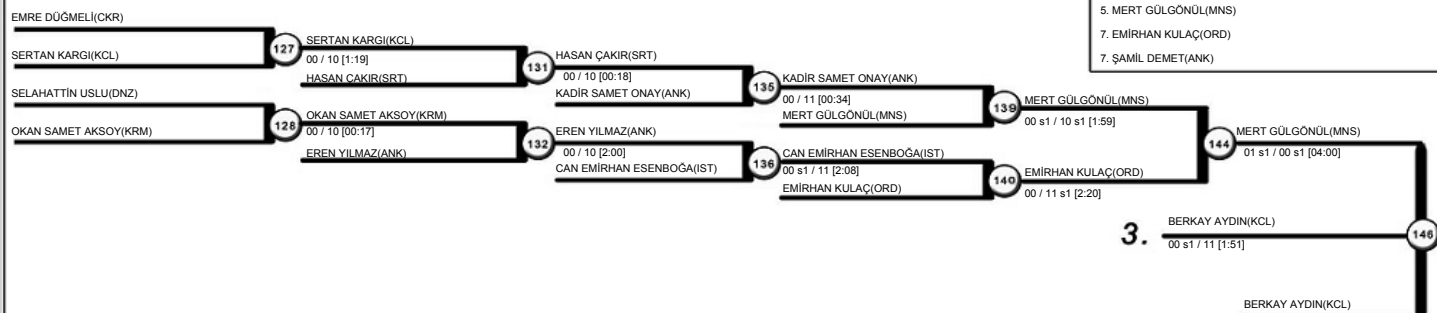 5. MERT GÜLGÖNÜL(MNS)
7. EMİRHAN KULAÇ(ORD)
7. ŞAMİL DEMET(ANK)
EMRE DÜĞMELİ(CKR)
SERTAN KARGI(KCL)
127
SERTAN KARGI(KCL)
00 / 10 [1:19]
HASAN ÇAKIR(SRT)
131
HASAN ÇAKIR(SRT)
00 / 10 [00:18]
KADİR SAMET ONAY(ANK)
135
KADİR SAMET ONAY(ANK)
00 / 11 [00:34]
MERT GÜLGÖNÜL(MNS)
139
MERT GÜLGÖNÜL(MNS)
00 s1 / 10 s1 [1:59]
SELAHATTİN USLU(DNZ)
OKAN SAMET AKSOY(KRM)
128
OKAN SAMET AKSOY(KRM)
00 / 10 [00:17]
EREN YILMAZ(ANK)
132
EREN YILMAZ(ANK)
00 / 10 [2:00]
CAN EMİRHAN ESENBOĞA(IST)
136
CAN EMİRHAN ESENBOĞA(IST)
00 s1 / 11 [2:08]
EMİRHAN KULAÇ(ORD)
140
EMİRHAN KULAÇ(ORD)
00 / 11 s1 [2:20]
144
MERT GÜLGÖNÜL(MNS)
01 s1 / 00 s1 [04:00]
3.
BERKAY AYDIN(KCL)
00 s1 / 11 [1:51]
146
BERKAY AYDIN(KCL)